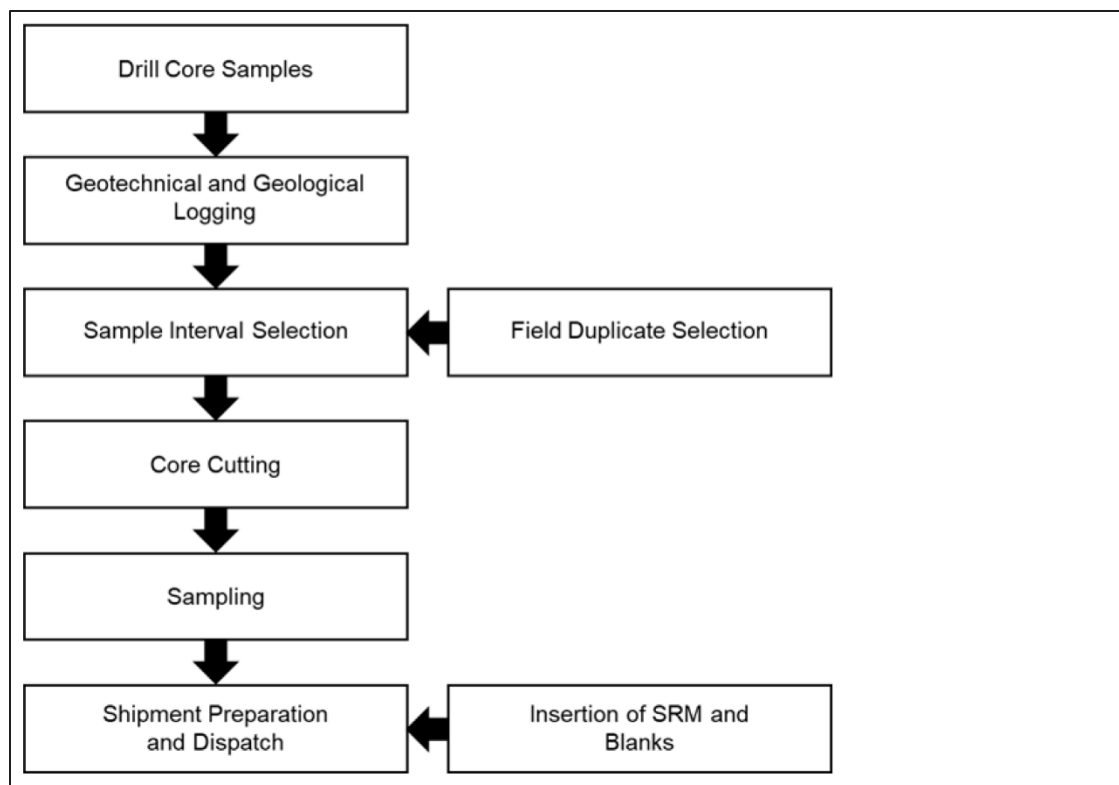 Drill Core Samples
Geotechnical and Geological
Logging
Sample Interval Selection
Field Duplicate Selection
Core Cutting
Sampling
Shipment Preparation
and Dispatch
Insertion of SRM and
Blanks